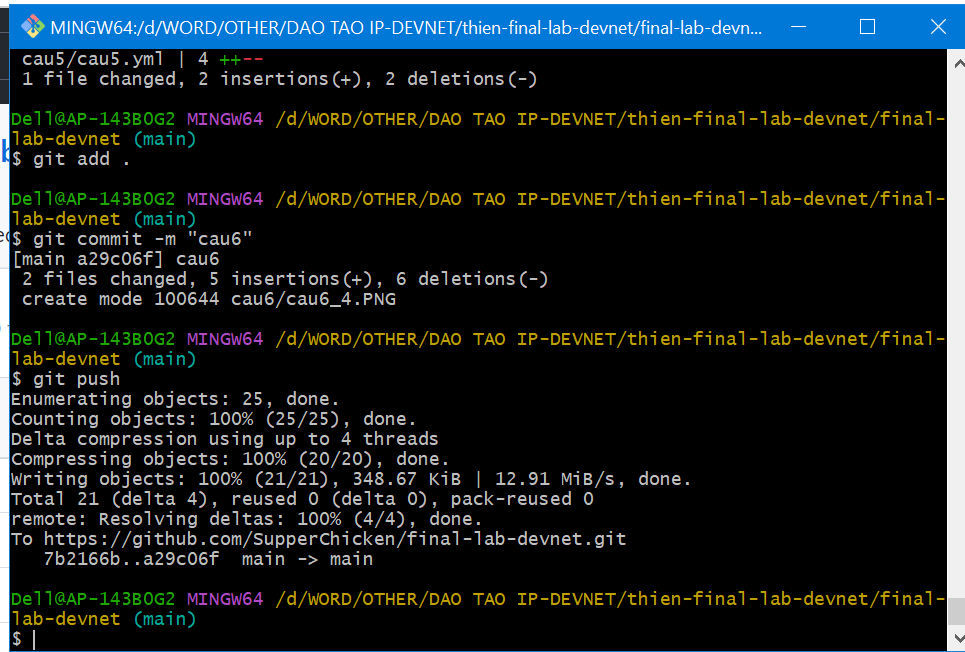 MINGW64:/d/WORD/OTHER/DAO TAO IP-DEVNET/thien-final-lab-devnet/final-lab-devn...
cau5/cau5.yml | 4 ++--
1 file changed, 2 insertions(+), 2 deletions(-)
Dell@AP-143B0G2 MINGW64 /d/WORD/OTHER/DAO TAO IP-DEVNET/thien-final-lab-devnet/final-
lab-devnet (main)
$ git add .
Dell@AP-143B0G2 MINGW64 /d/WORD/OTHER/DAO TAO IP-DEVNET/thien-final-lab-devnet/final-
lab-devnet (main)
$ git commit -m "cau6"
[main a29c06f] cau6
2 files changed, 5 insertions(+), 6 deletions(-)
create mode 100644 cau6/cau6_4.PNG
Dell@AP-143B0G2 MINGW64 /d/WORD/OTHER/DAO TAO IP-DEVNET/thien-final-lab-devnet/final-
lab-devnet (main)
$ git push
Enumerating objects: 25, done.
Counting objects: 100% (25/25), done.
Delta compression using up to 4 threads
Compressing objects: 100% (20/20), done.
Writing objects: 100% (21/21), 348.67 KiB | 12.91 MiB/s, done.
Total 21 (delta 4), reused 0 (delta 0), pack-reused 0
remote: Resolving deltas: 100% (4/4), done.
To https://github.com/SupperChicken/final-lab-devnet.git
7b2166b..a29c06f  main -> main
Dell@AP-143B0G2 MINGW64 /d/WORD/OTHER/DAO TAO IP-DEVNET/thien-final-lab-devnet/final-
lab-devnet (main)
$